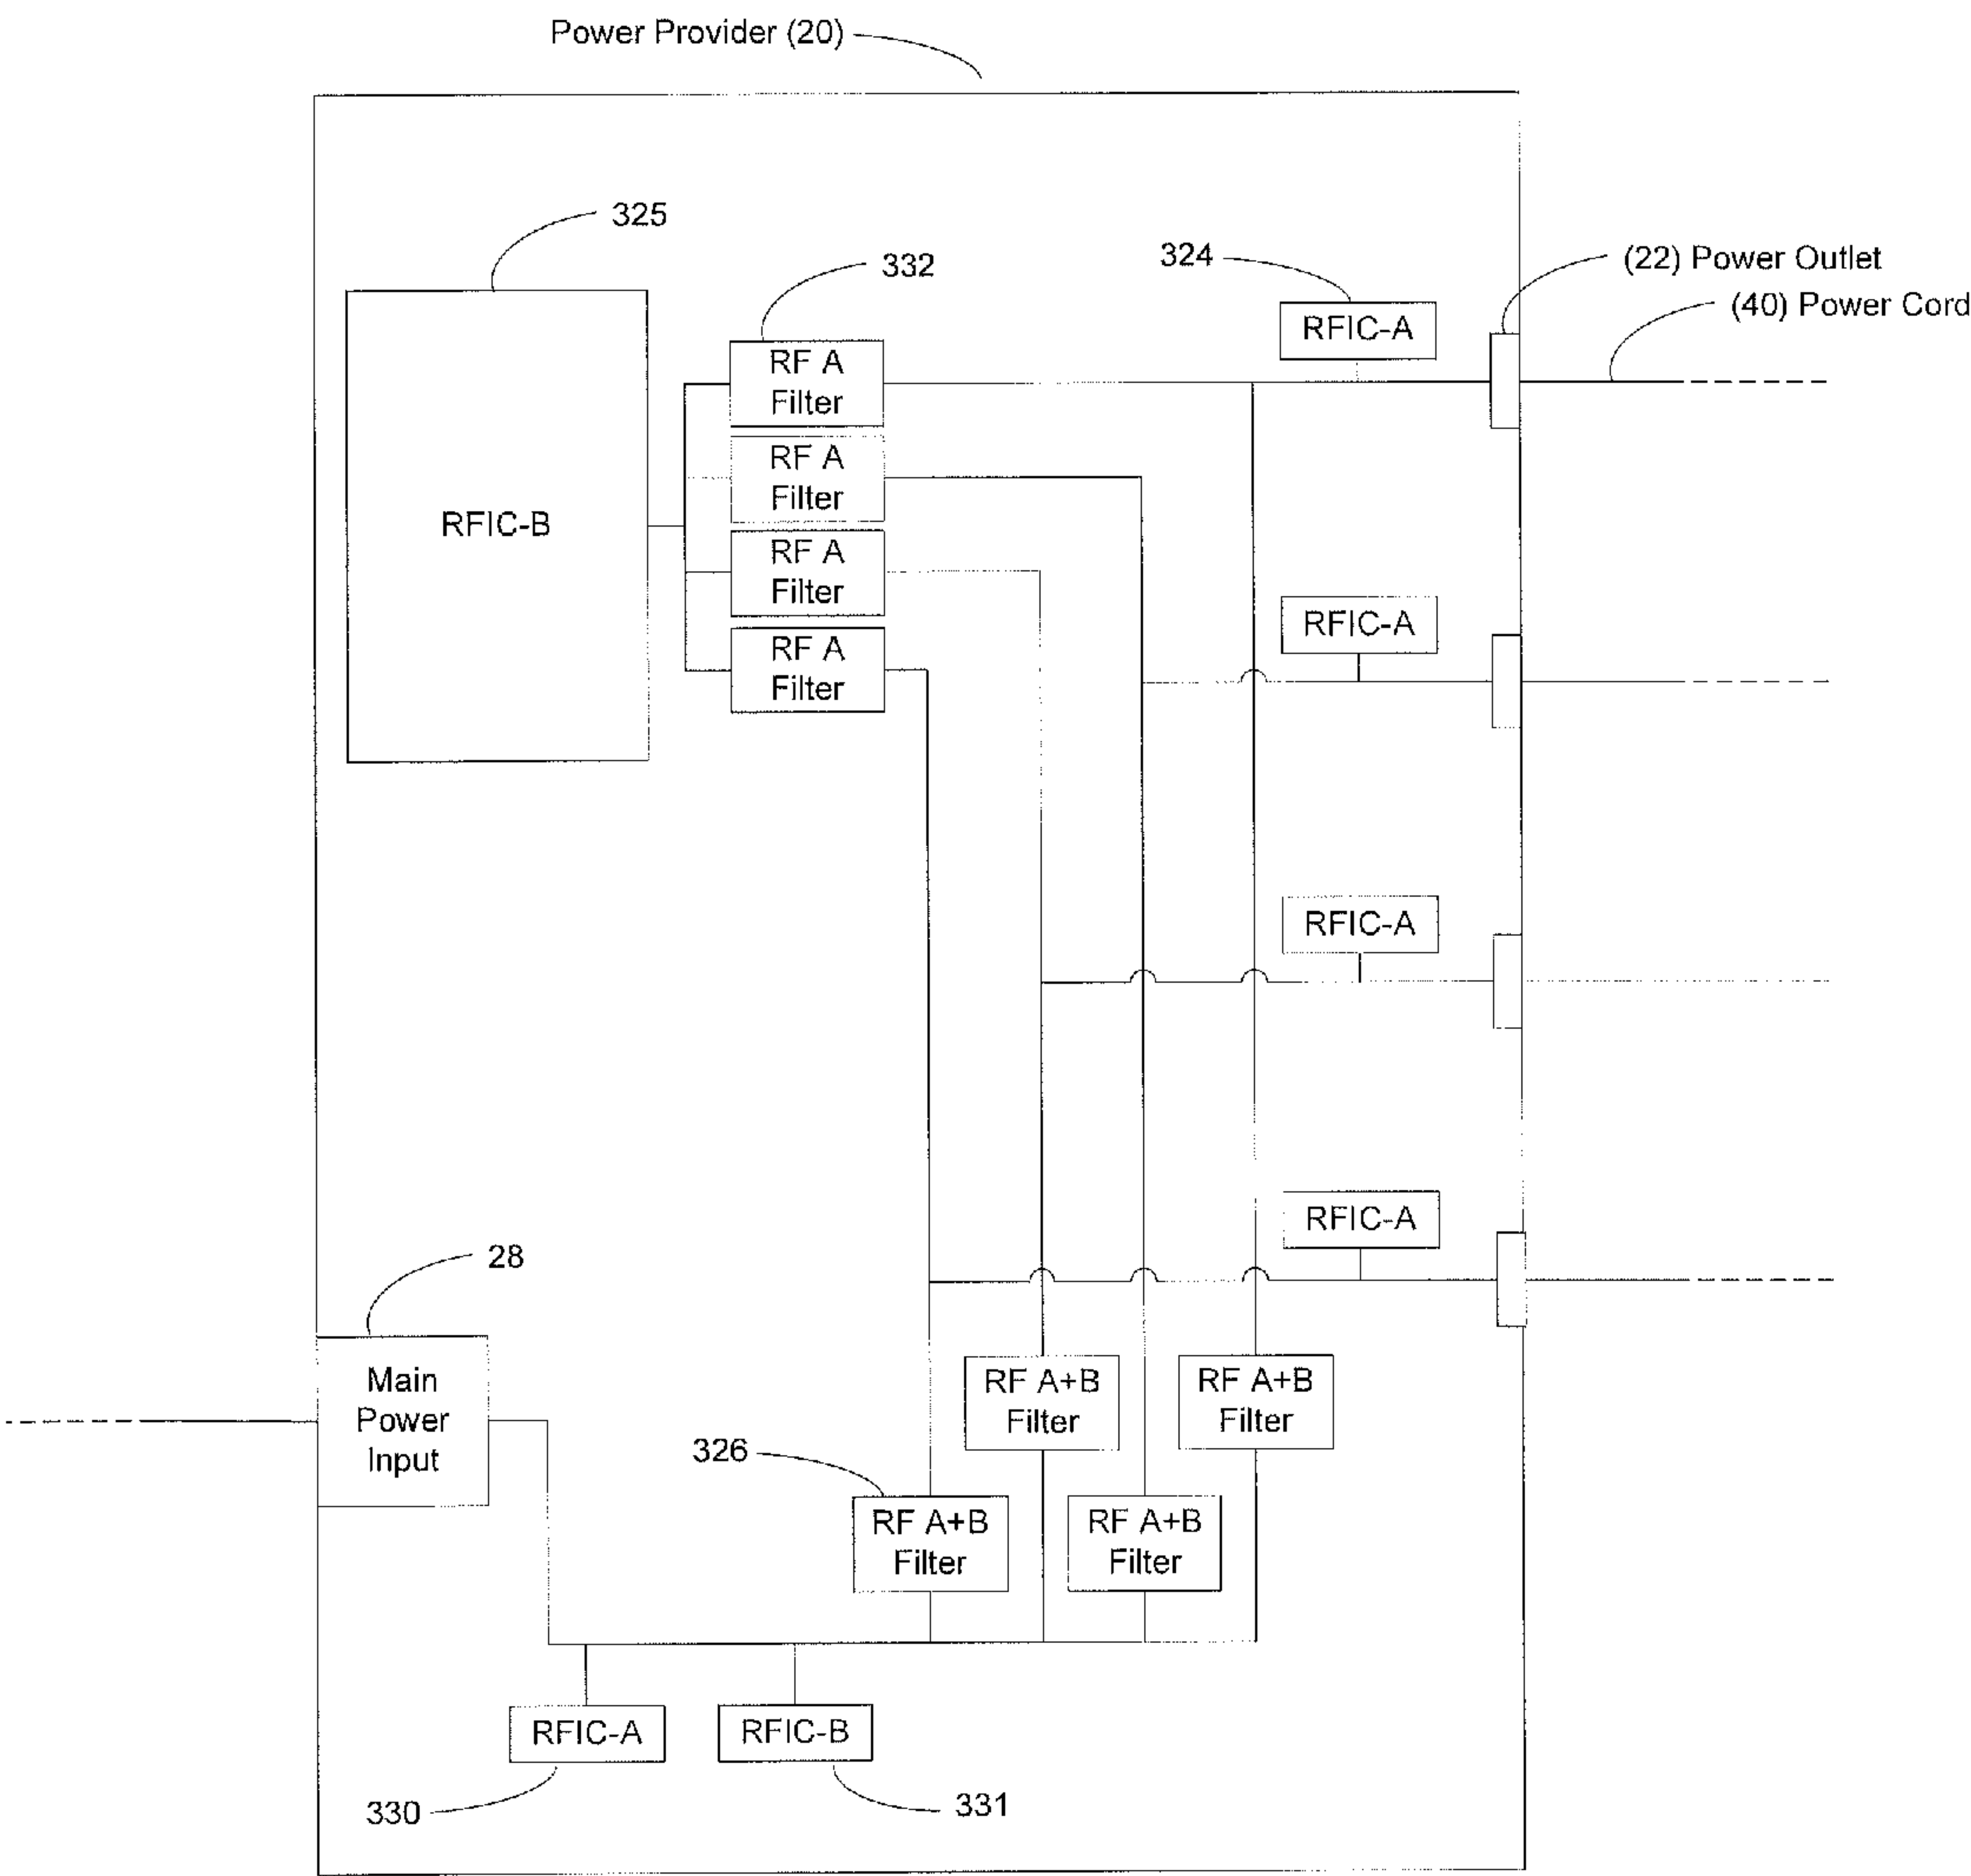 Power Provider (20)
325
332
324
(22) Power Outlet
(40) Power Cord
RFIC-B
RF A
Filter
RF A
Filter
RF A
Filter
RF A
Filter
RFIC-A
RFIC-A
RFIC-A
RFIC-A
28
Main
Power
Input
326
RF A+B
Filter
RF A+B
Filter
RF A+B
Filter
RF A+B
Filter
RFIC-A
RFIC-B
330
331